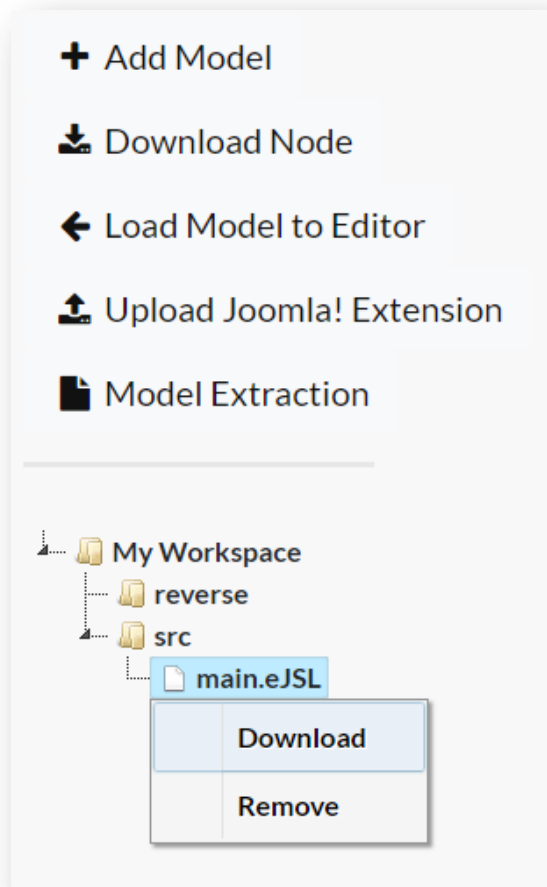 Add Model
Download Node
Load Model to Editor
Upload Joomla! Extension
Model Extraction
My Workspace
reverse
src
main.eJSL
Download
Remove